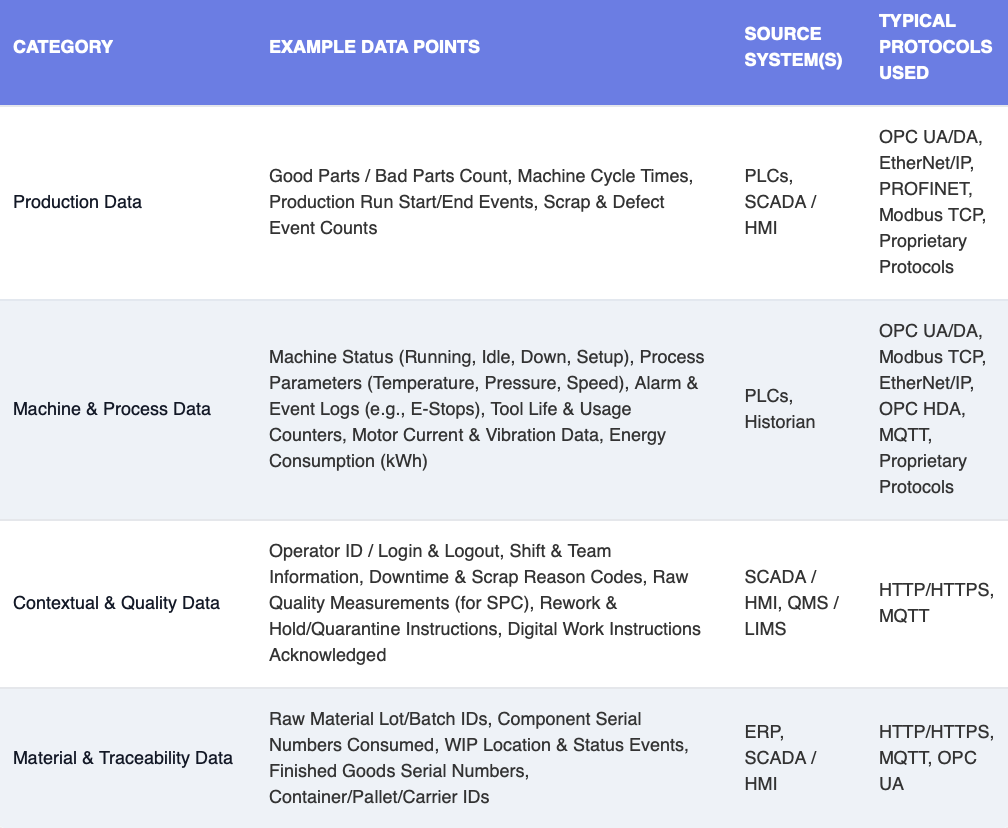 CATEGORY
EXAMPLE DATA POINTS
SOURCE
SYSTEM(S)
TYPICAL
PROTOCOLS
USED
Production Data
Good Parts / Bad Parts Count, Machine Cycle Times,
Production Run Start/End Events, Scrap & Defect
Event Counts
PLCs,
SCADA /
HMI
OPC UA/DA,
EtherNet/IP,
PROFINET,
Modbus TCP,
Proprietary
Protocols
Machine & Process Data
Machine Status (Running, Idle, Down, Setup), Process
Parameters (Temperature, Pressure, Speed), Alarm &
Event Logs (e.g., E-Stops), Tool Life & Usage
Counters, Motor Current & Vibration Data, Energy
Consumption (kWh)
PLCs,
Historian
OPC UA/DA,
Modbus TCP,
EtherNet/IP,
OPC HDA,
MQTT,
Proprietary
Protocols
Contextual & Quality Data
Operator ID / Login & Logout, Shift & Team
Information, Downtime & Scrap Reason Codes, Raw
Quality Measurements (for SPC), Rework &
Hold/Quarantine Instructions, Digital Work Instructions
Acknowledged
SCADA /
HMI, QMS /
LIMS
HTTP/HTTPS,
MQTT
Material & Traceability Data
Raw Material Lot/Batch IDs, Component Serial
Numbers Consumed, WIP Location & Status Events,
Finished Goods Serial Numbers,
Container/Pallet/Carrier IDs
ERP,
SCADA /
HMI
HTTP/HTTPS,
MQTT, OPC
UA